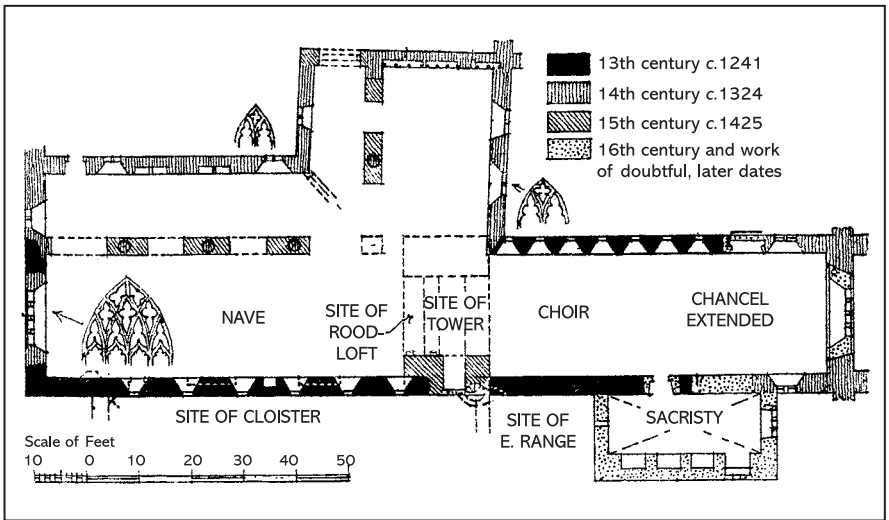 13th century c.1241
14th century c.1324
15th century c.1425
16th century and work
of doubtful, later dates
NAVE
SITE OF
ROOD-
LOFT
SITE OF
TOWER
CHOIR
CHANCEL
EXTENDED
SITE OF CLOISTER
SITE OF
E. RANGE
SACRISTY
Scale of Feet
10 0 10 20 30 40 50